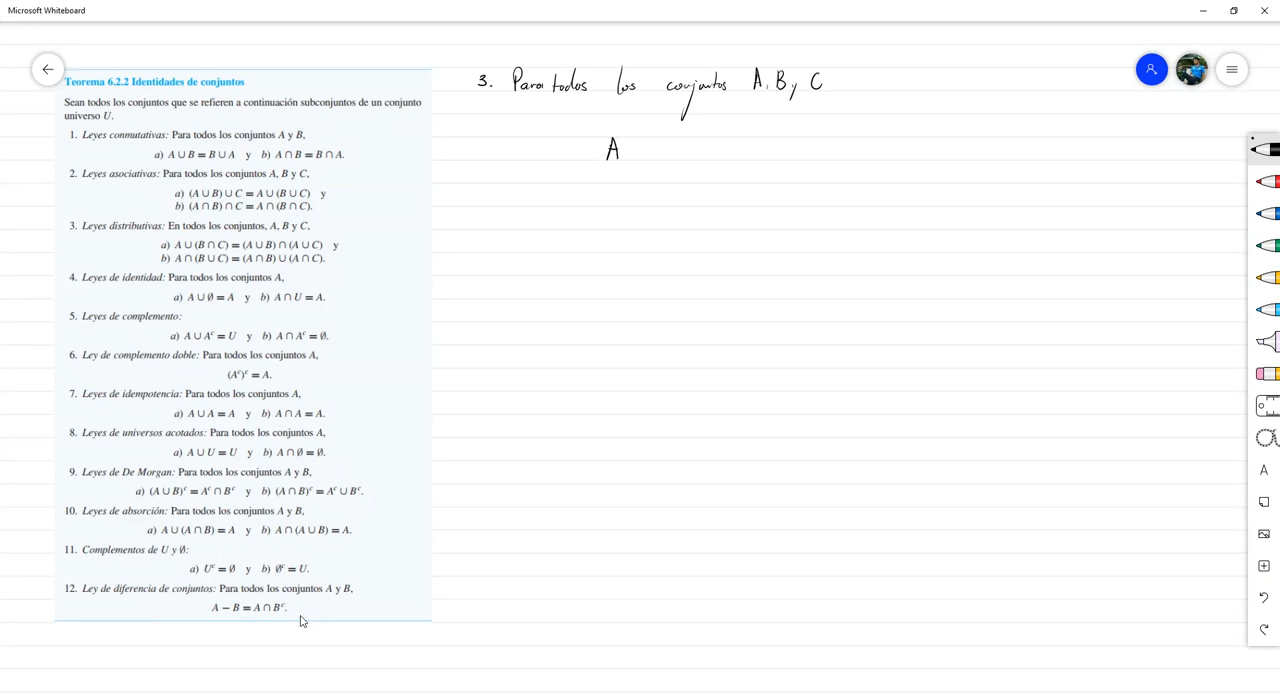 Microsoft Whiteboard
Teorema 6.2.2 Identidades de conjuntos
Sean todos los conjuntos que se refieren a continuación subconjuntos de un conjunto
universo U.
1. Leyes conmutativas: Para todos los conjuntos A y B,
a) A ∪ B = B ∪ A y b) A ∩ B = B ∩ A.
2. Leyes asociativas: Para todos los conjuntos A, B y C,
a) (A ∪ B) ∪ C = A ∪ (B ∪ C) y
b) (A ∩ B) ∩ C = A ∩ (B ∩ C).
3. Leyes distributivas: En todos los conjuntos, A, B y C,
a) A ∪ (B ∩ C) = (A ∪ B) ∩ (A ∪ C) y
b) A ∩ (B ∪ C) = (A ∩ B) ∪ (A ∩ C).
4. Leyes de identidad: Para todos los conjuntos A,
a) A ∪ ∅ = A y b) A ∩ U = A.
5. Leyes de complemento:
a) A ∪ Aᶜ = U y b) A ∩ Aᶜ = ∅.
6. Ley de complemento doble: Para todos los conjuntos A,
(Aᶜ)ᶜ = A.
7. Leyes de idempotencia: Para todos los conjuntos A,
a) A ∪ A = A y b) A ∩ A = A.
8. Leyes de universos acotados: Para todos los conjuntos A,
a) A ∪ U = U y b) A ∩ ∅ = ∅.
9. Leyes de De Morgan: Para todos los conjuntos A y B,
a) (A ∪ B)ᶜ = Aᶜ ∩ Bᶜ y b) (A ∩ B)ᶜ = Aᶜ ∪ Bᶜ.
10. Leyes de absorción: Para todos los conjuntos A y B,
a) A ∪ (A ∩ B) = A y b) A ∩ (A ∪ B) = A.
11. Complementos de U y ∅:
a) Uᶜ = ∅ y b) ∅ᶜ = U.
12. Ley de diferencia de conjuntos: Para todos los conjuntos A y B,
A − B = A ∩ Bᶜ.
3. Para todos los conjuntos A, B y C
A